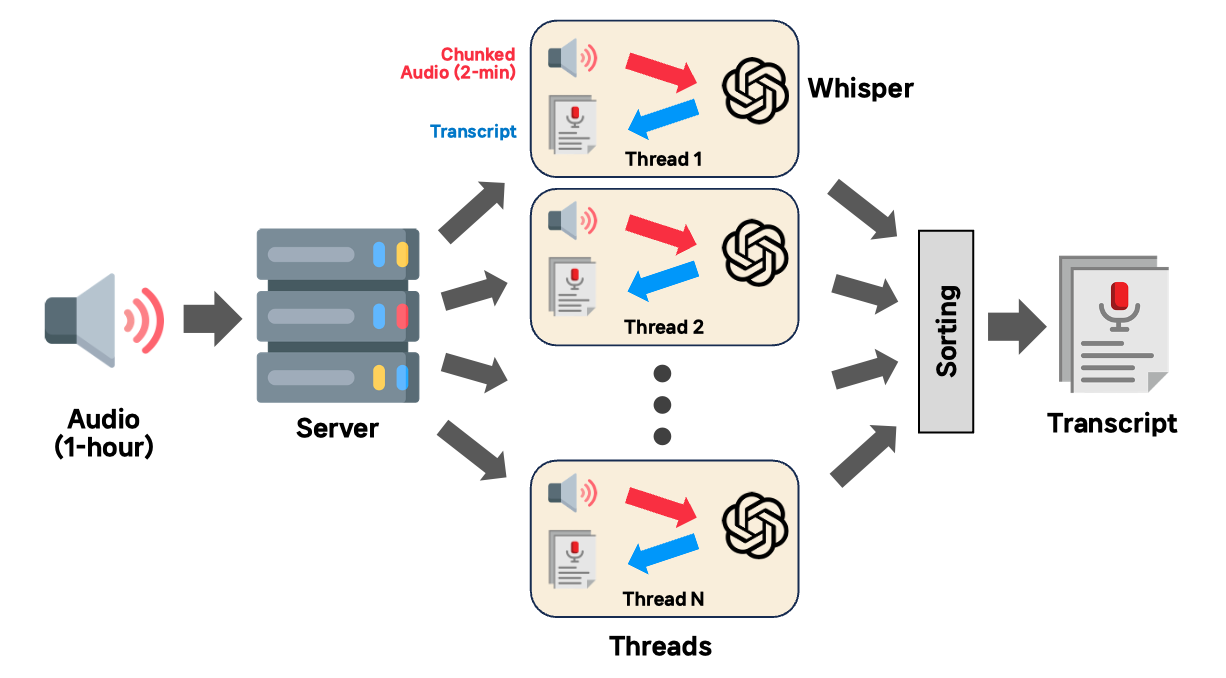 Chunked
Audio (2-min)
Transcript
Whisper
Thread 1
Thread 2
Audio
(1-hour)
Server
Sorting
Transcript
Thread N
Threads